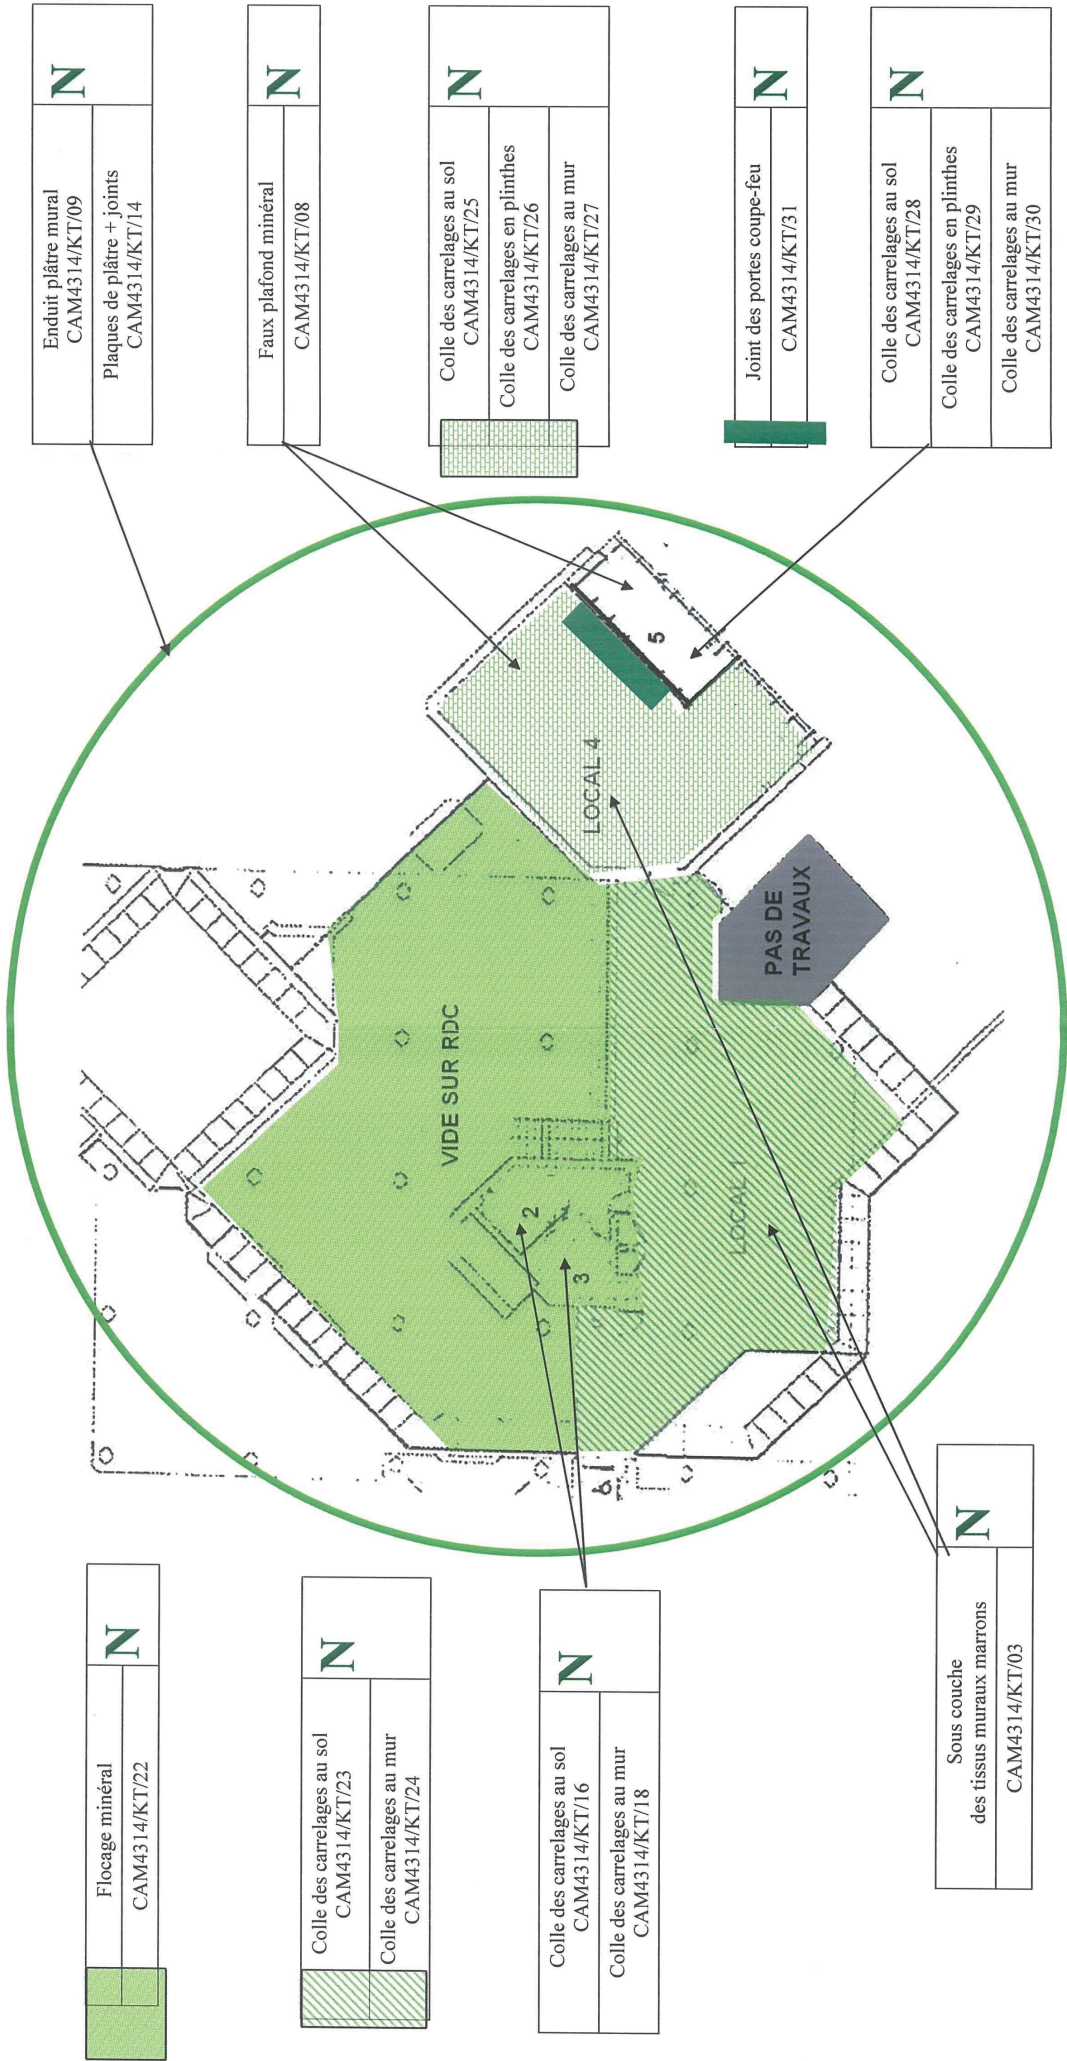 Flocage minéral
CAM4314/KT/22
N
Colle des carrelages au sol
CAM4314/KT/23
Colle des carrelages au mur
CAM4314/KT/24
N
Colle des carrelages au sol
CAM4314/KT/16
Colle des carrelages au mur
CAM4314/KT/18
N
Sous couche
des tissus muraux marrons
CAM4314/KT/03
N
VIDE SUR RDC
2
3
LOCAL 1
LOCAL 4
5
PAS DE
TRAVAUX
Enduit plâtre mural
CAM4314/KT/09
Plaques de plâtre + joints
CAM4314/KT/14
N
Faux plafond minéral
CAM4314/KT/08
N
Colle des carrelages au sol
CAM4314/KT/25
Colle des carrelages en plinthes
CAM4314/KT/26
Colle des carrelages au mur
CAM4314/KT/27
N
Joint des portes coupe-feu
CAM4314/KT/31
N
Colle des carrelages au sol
CAM4314/KT/28
Colle des carrelages en plinthes
CAM4314/KT/29
Colle des carrelages au mur
CAM4314/KT/30
N